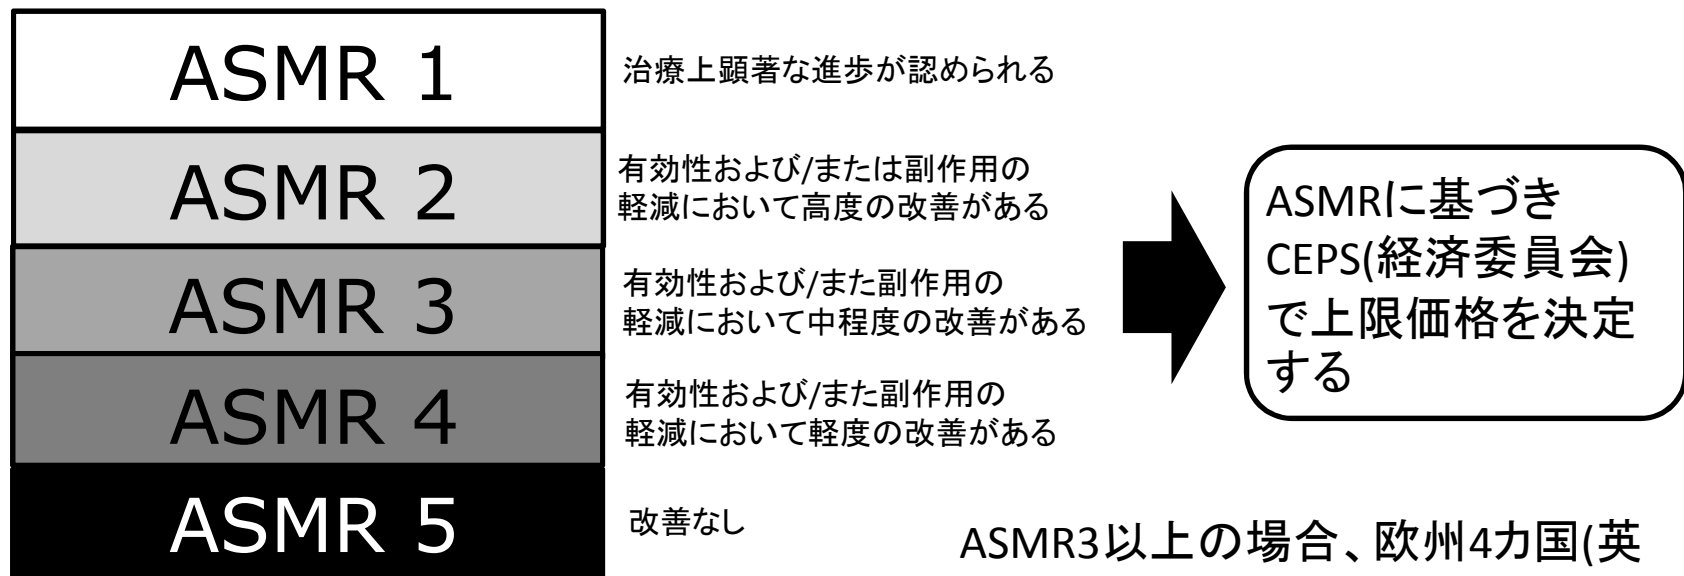 ASMR 1
治療上顕著な進歩が認められる
ASMR 2
有効性および/または副作用の
軽減において高度の改善がある
ASMR 3
有効性および/また副作用の
軽減において中程度の改善がある
ASMR 4
有効性および/また副作用の
軽減において軽度の改善がある
ASMR 5
改善なし
ASMRに基づき
CEPS(経済委員会)
で上限価格を決定
する
ASMR3以上の場合、欧州4カ国(英